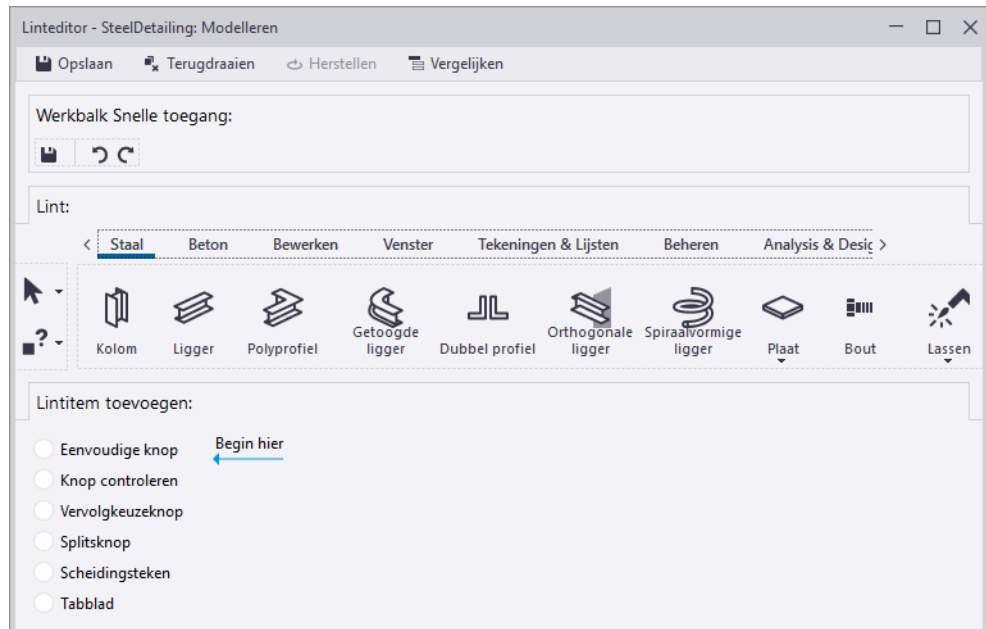 Linteditor - SteelDetailing: Modelleren
Opslaan Terugdraaien Herstellen Vergelijken
Werkbalk Snelle toegang:
Lint:
Staal Beton Bewerken Venster Tekeningen & Lijsten Beheren Analysis & Desig
Kolom Ligger Polyprofiel Getoogde ligger Dubbel profiel Orthogonale ligger Spiraalvormige ligger Plaat Bout Lassen
Lintitem toevoegen:
Eenvoudige knop Begin hier
Knop controleren
Vervolgkeuzeknop
Splitsknop
Scheidingsteken
Tabblad